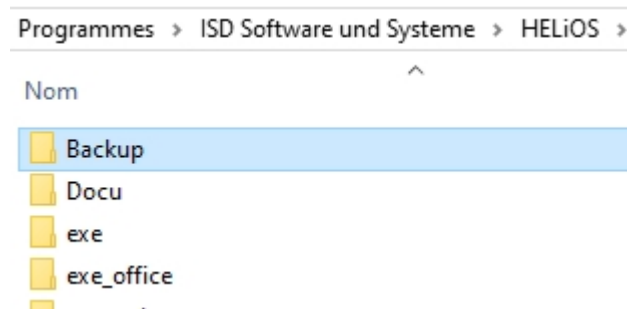 Programmes > ISD Software und Systeme > HELiOS >
Nom
Backup
Docu
exe
exe_office